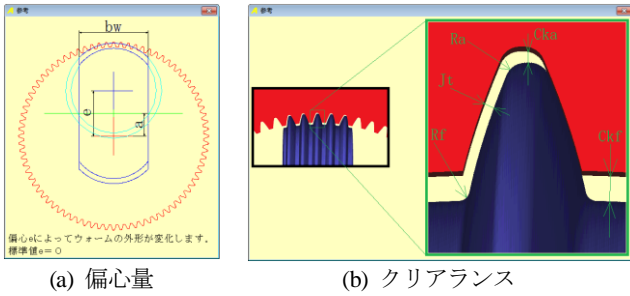 参考
bw
e
a
偏心eによってウォームの外形が変化します。
標準値e=0
(a) 偏心量
参考
Ra
Cka
Jt
Rf
Ckf
(b) クリアランス